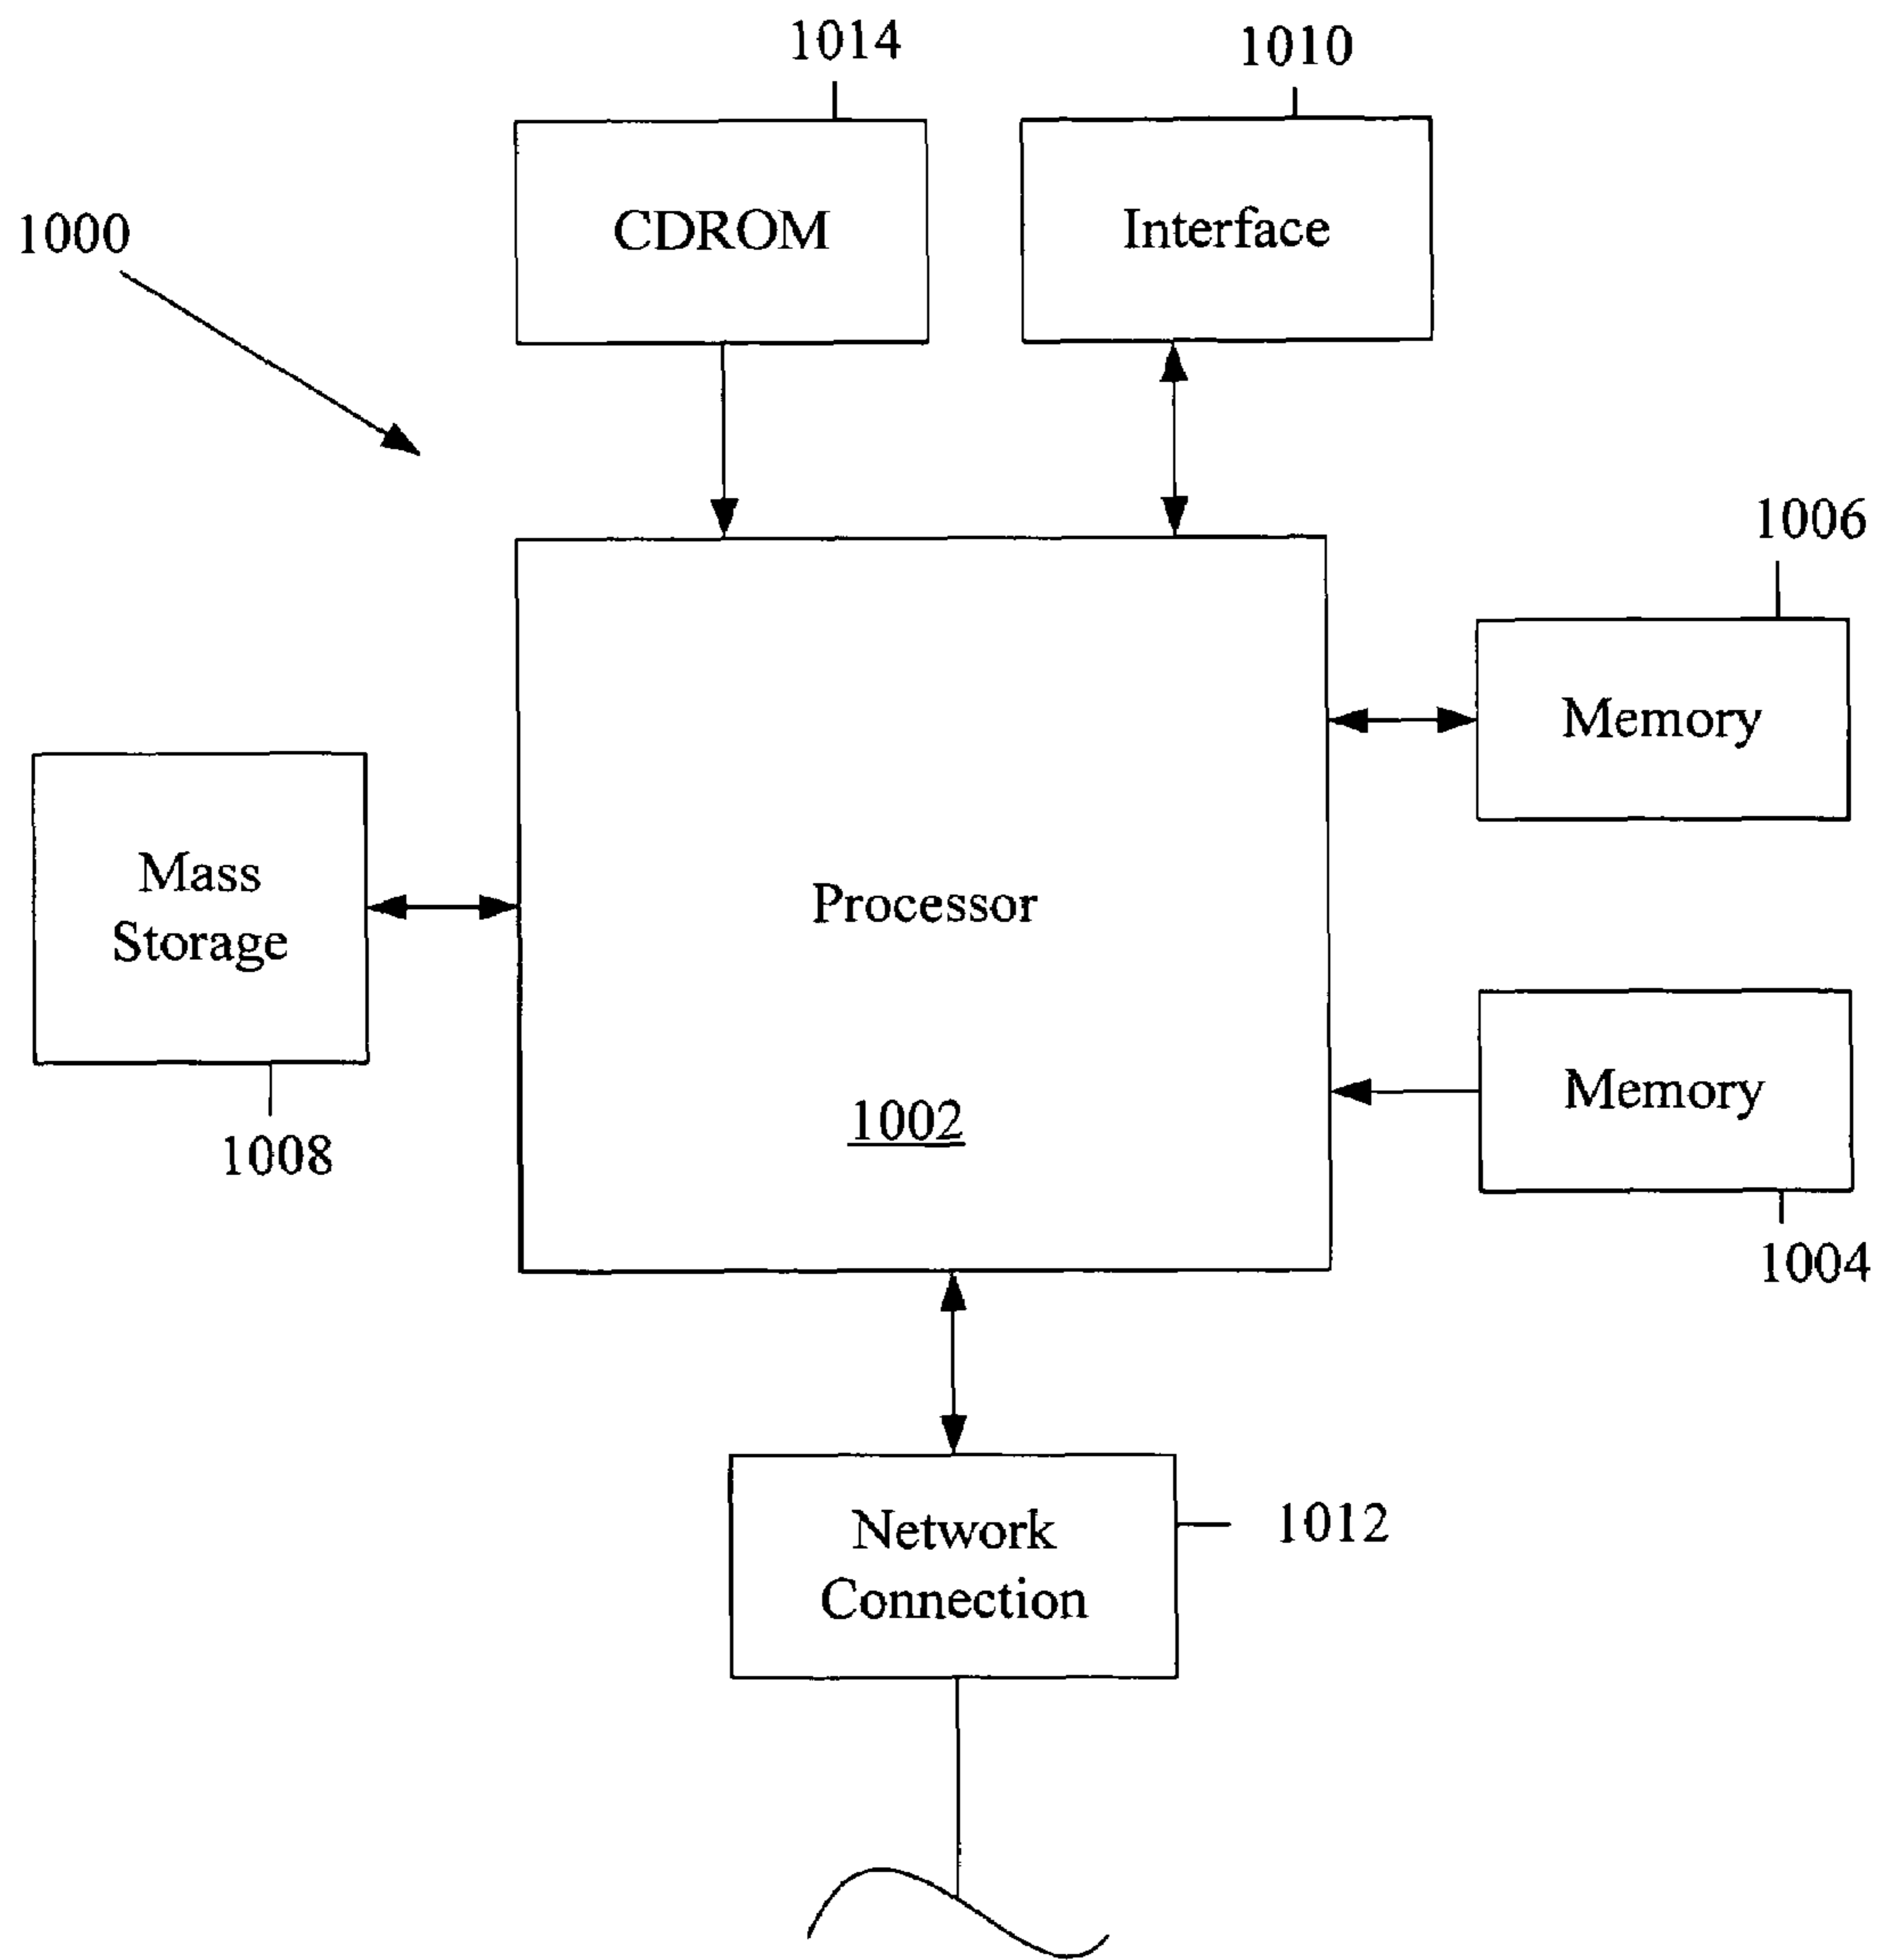 1014
1010
1000
CDROM
Interface
1006
Memory
Mass
Storage
Processor
1002
Memory
1008
1004
Network
Connection
1012